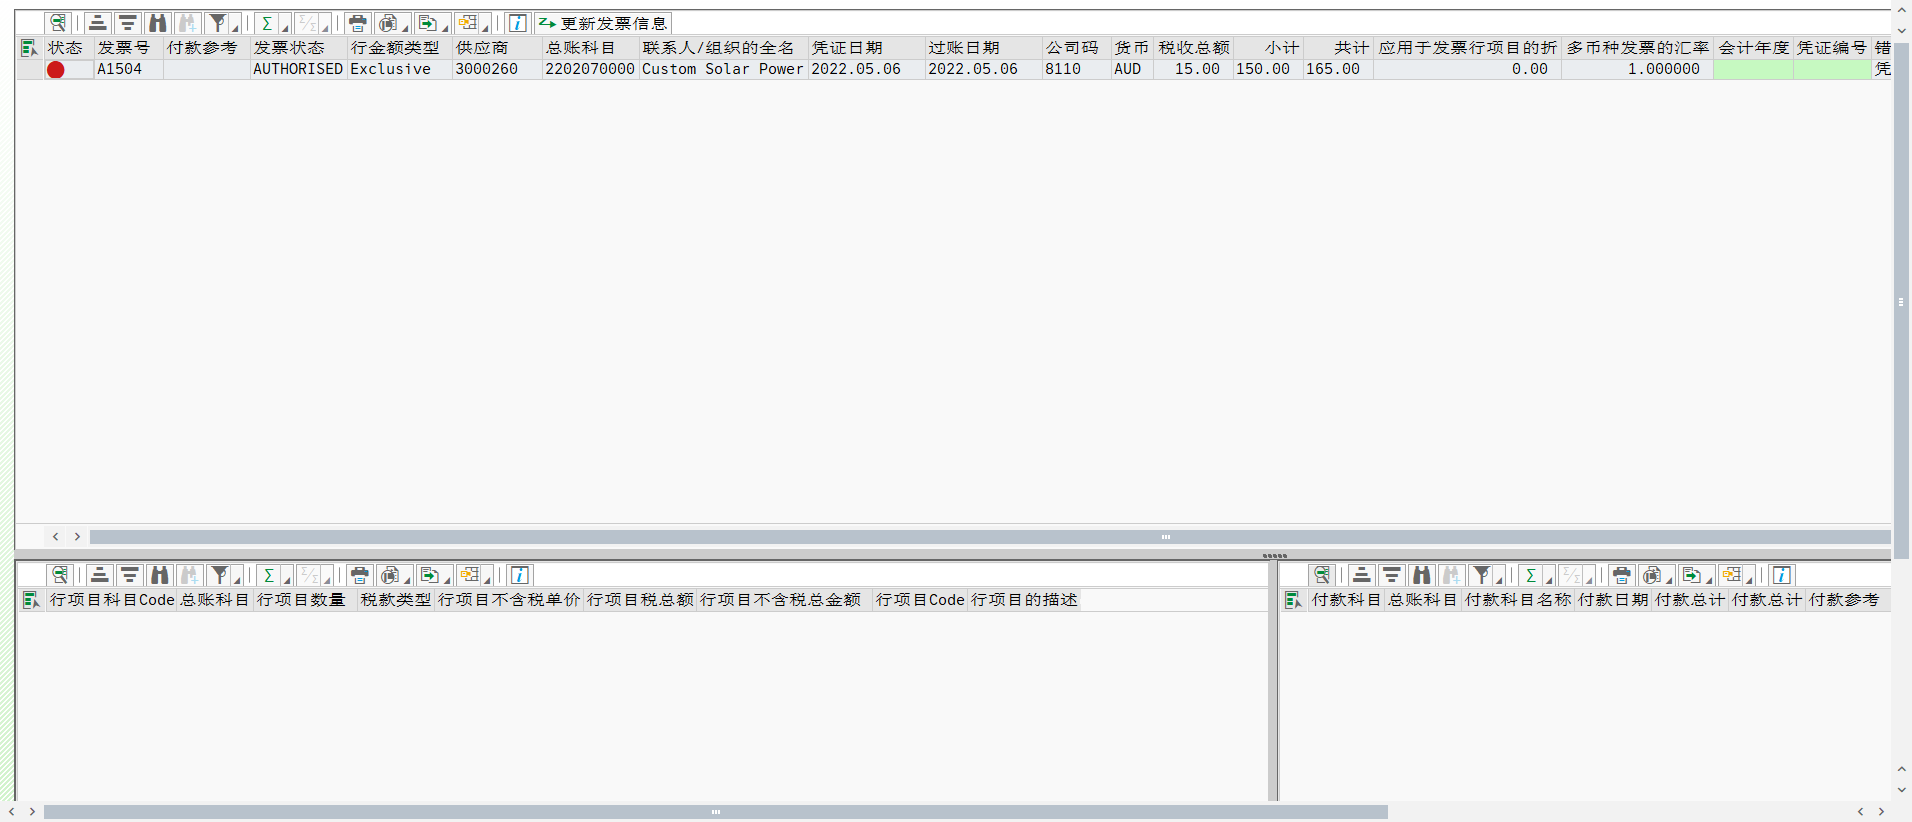 更新发票信息
状态 发票号 付款参考 发票状态 行金额类型 供应商 总账科目 联系人/组织的全名 凭证日期 过账日期 公司码 货币 税收总额 小计 共计 应用于发票行项目的折 多币种发票的汇率 会计年度 凭证编号 错
A1504 AUTHORISED Exclusive 3000260 2202070000 Custom Solar Power 2022.05.06 2022.05.06 8110 AUD 15.00 150.00 165.00 0.00 1.000000 凭
行项目科目Code 总账科目 行项目数量 税款类型 行项目不含税单价 行项目税总额 行项目不含税总金额 行项目Code 行项目的描述
付款科目 总账科目 付款科目名称 付款日期 付款总计 付款总计 付款参考